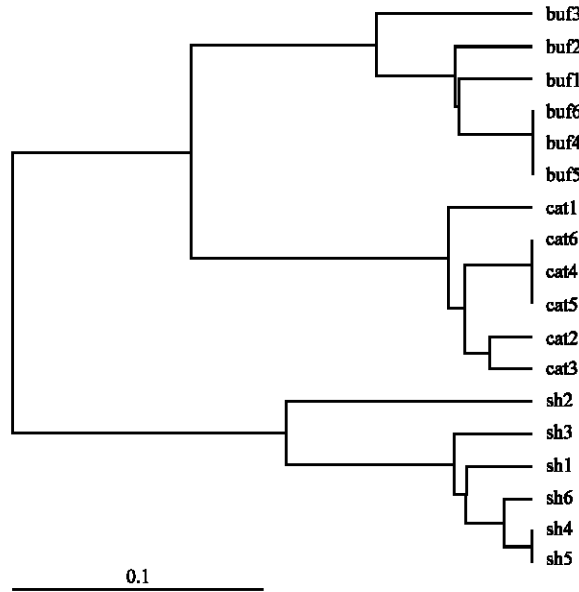 buf3
buf2
buf1
buf6
buf4
buf5
cat1
cat6
cat4
cat5
cat2
cat3
sh2
sh3
sh1
sh6
sh4
sh5
0.1